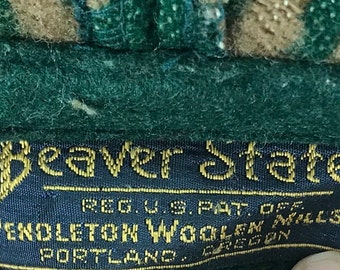 Beaver State
REG. U.S. PAT. OFF.
PENDLETON WOOLEN MILLS
PORTLAND, OREGON